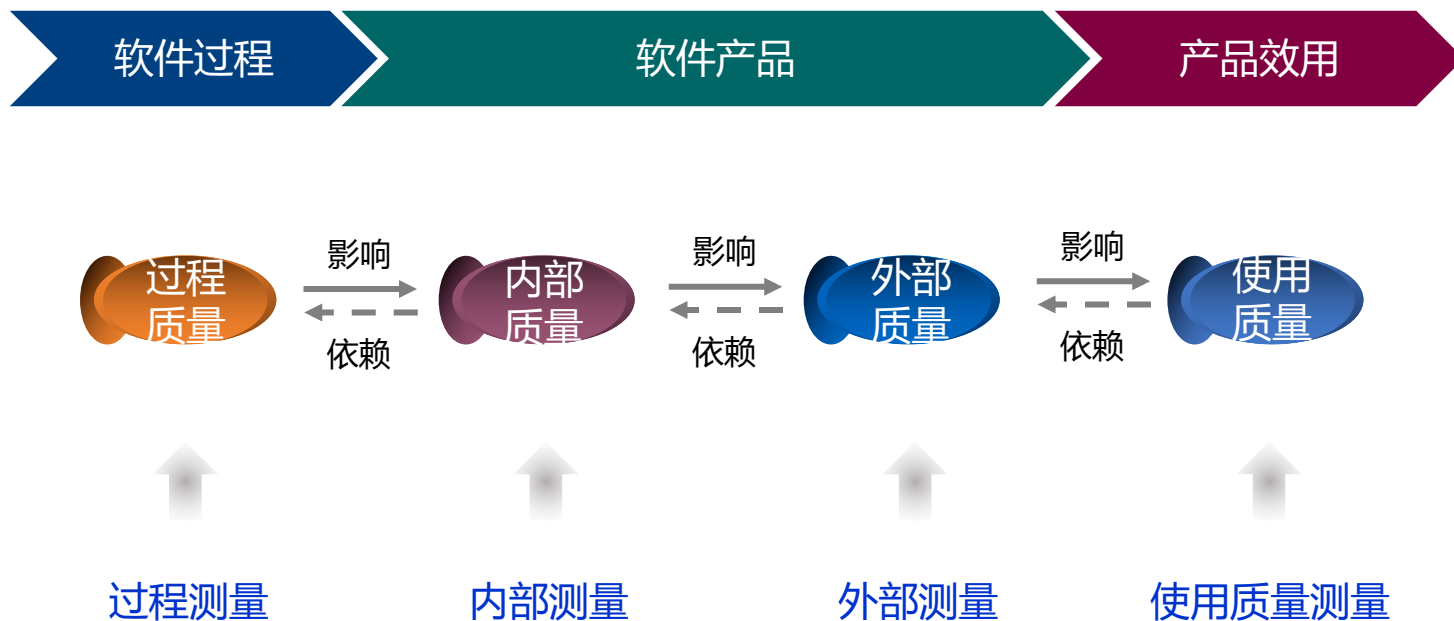 软件过程
软件产品
产品效用
过程
质量
影响
依赖
内部
质量
影响
依赖
外部
质量
影响
依赖
使用
质量
过程测量
内部测量
外部测量
使用质量测量